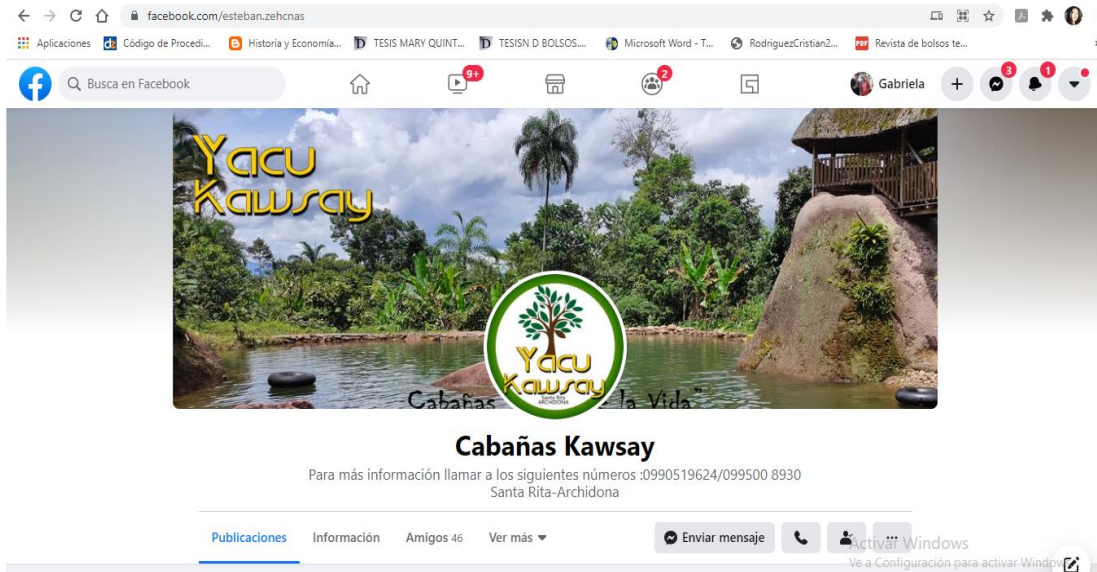 facebook.com/esteban.zehcnas
Aplicaciones Código de Procedi... Historia y Economía... TESIS MARY QUINT... TESISN D BOLSOS.... Microsoft Word - T... RodriguezCristian2... Revista de bolsos te...
Busca en Facebook 9+ 2 Gabriela 3 1
Yacu
Kawsay
Yacu
Kawsay
Santa Rita
ARCHIDONA
Cabañas la Vida"
Cabañas Kawsay
Para más información llamar a los siguientes números :0990519624/099500 8930
Santa Rita-Archidona
Publicaciones Información Amigos 46 Ver más Enviar mensaje
Activar Windows
Ve a Configuración para activar Windows